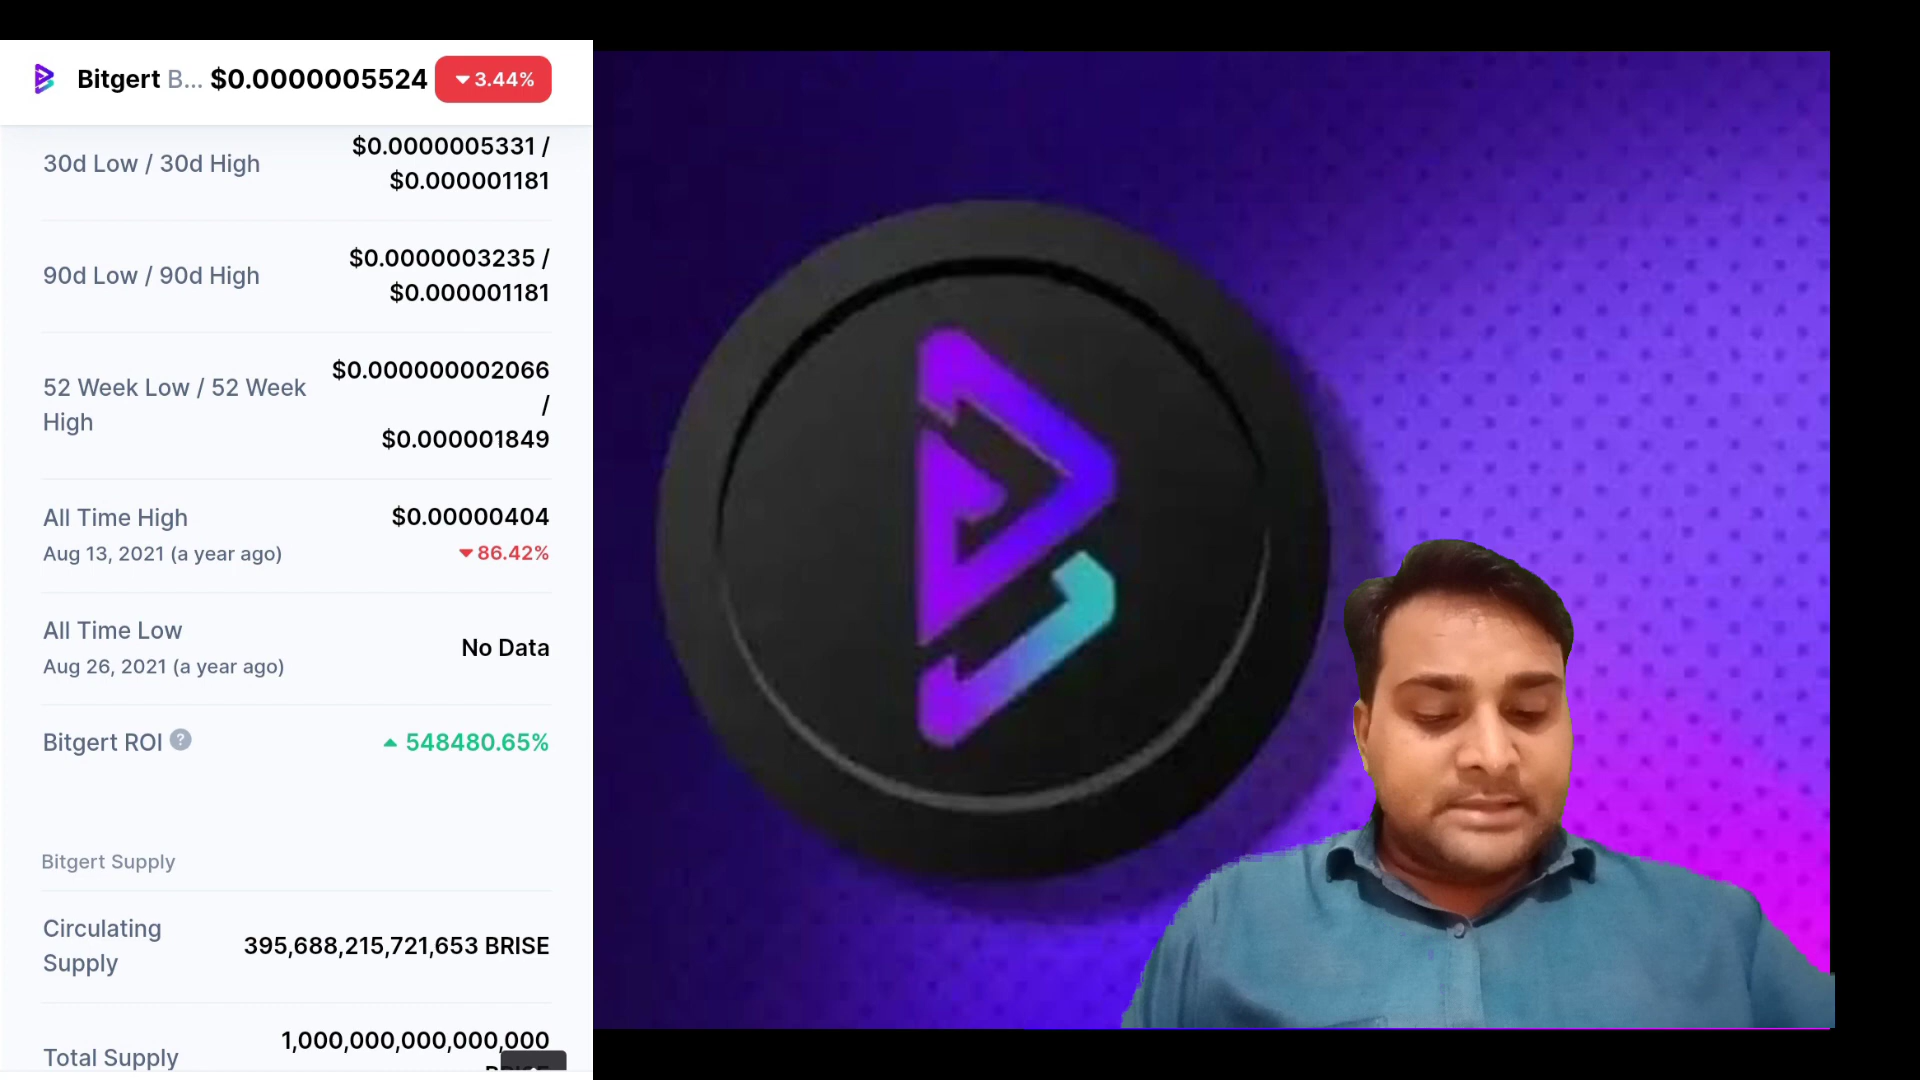 Bitgert B... $0.0000005524 3.44%
30d Low / 30d High
$0.0000005331 /
$0.000001181
90d Low / 90d High
$0.0000003235 /
$0.000001181
52 Week Low / 52 Week
High
$0.000000002066
/
$0.000001849
All Time High
Aug 13, 2021 (a year ago)
$0.00000404
86.42%
All Time Low
Aug 26, 2021 (a year ago)
No Data
Bitgert ROI ?
548480.65%
Bitgert Supply
Circulating
Supply
395,688,215,721,653 BRISE
Total Supply
1,000,000,000,000,000